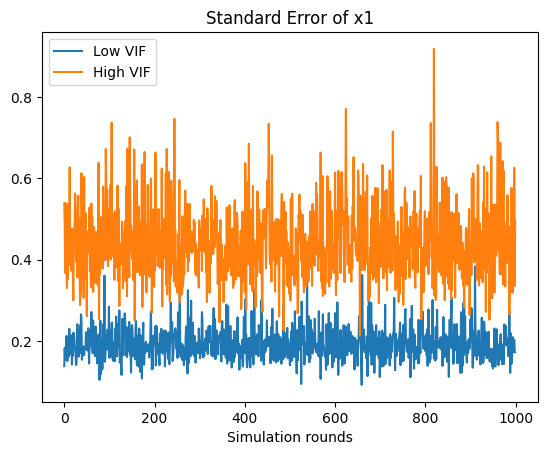 Standard Error of x1
Low VIF
High VIF
0.8
0.6
0.4
0.2
0 200 400 600 800 1000
Simulation rounds